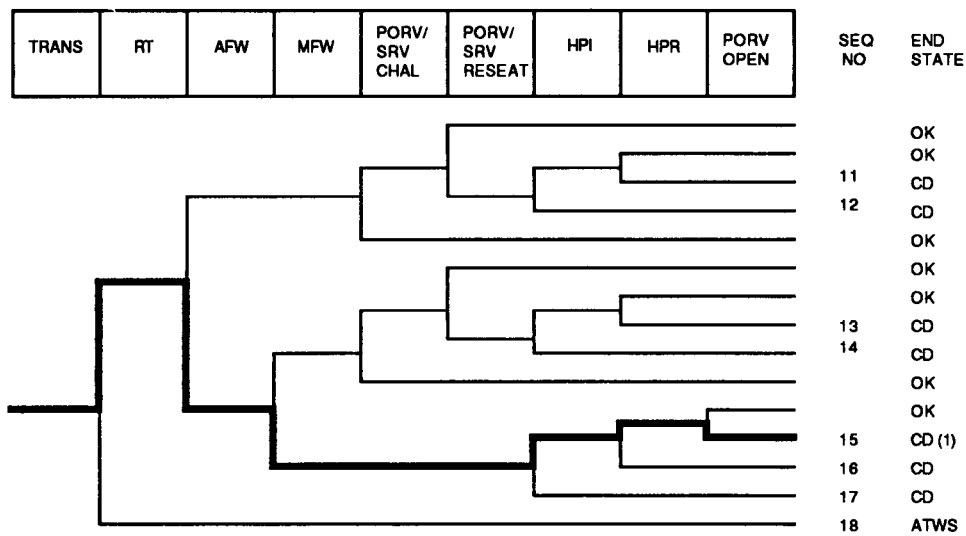 TRANS RT AFW MFW PORV/ SRV CHAL PORV/ SRV RESEAT HPI HPR PORV OPEN SEQ NO END STATE
OK
OK
11 CD
12 CD
OK
OK
OK
13 CD
14 CD
OK
OK
15 CD (1)
16 CD
17 CD
18 ATWS